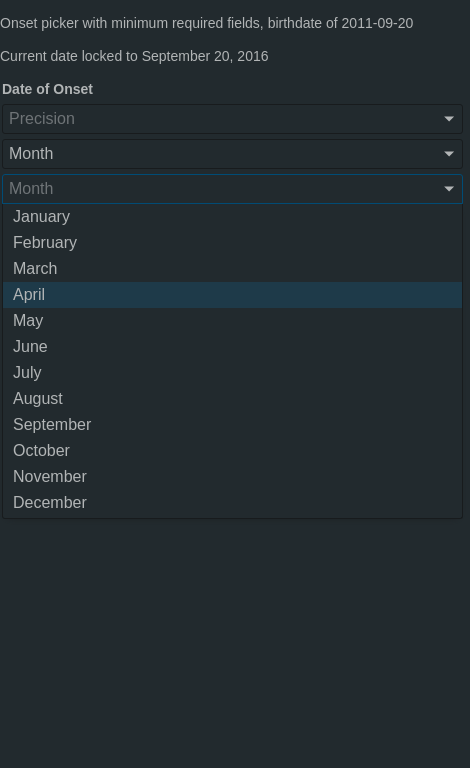 Onset picker with minimum required fields, birthdate of 2011-09-20
Current date locked to September 20, 2016
Date of Onset
Precision
Month
Month
January
February
March
April
May
June
July
August
September
October
November
December